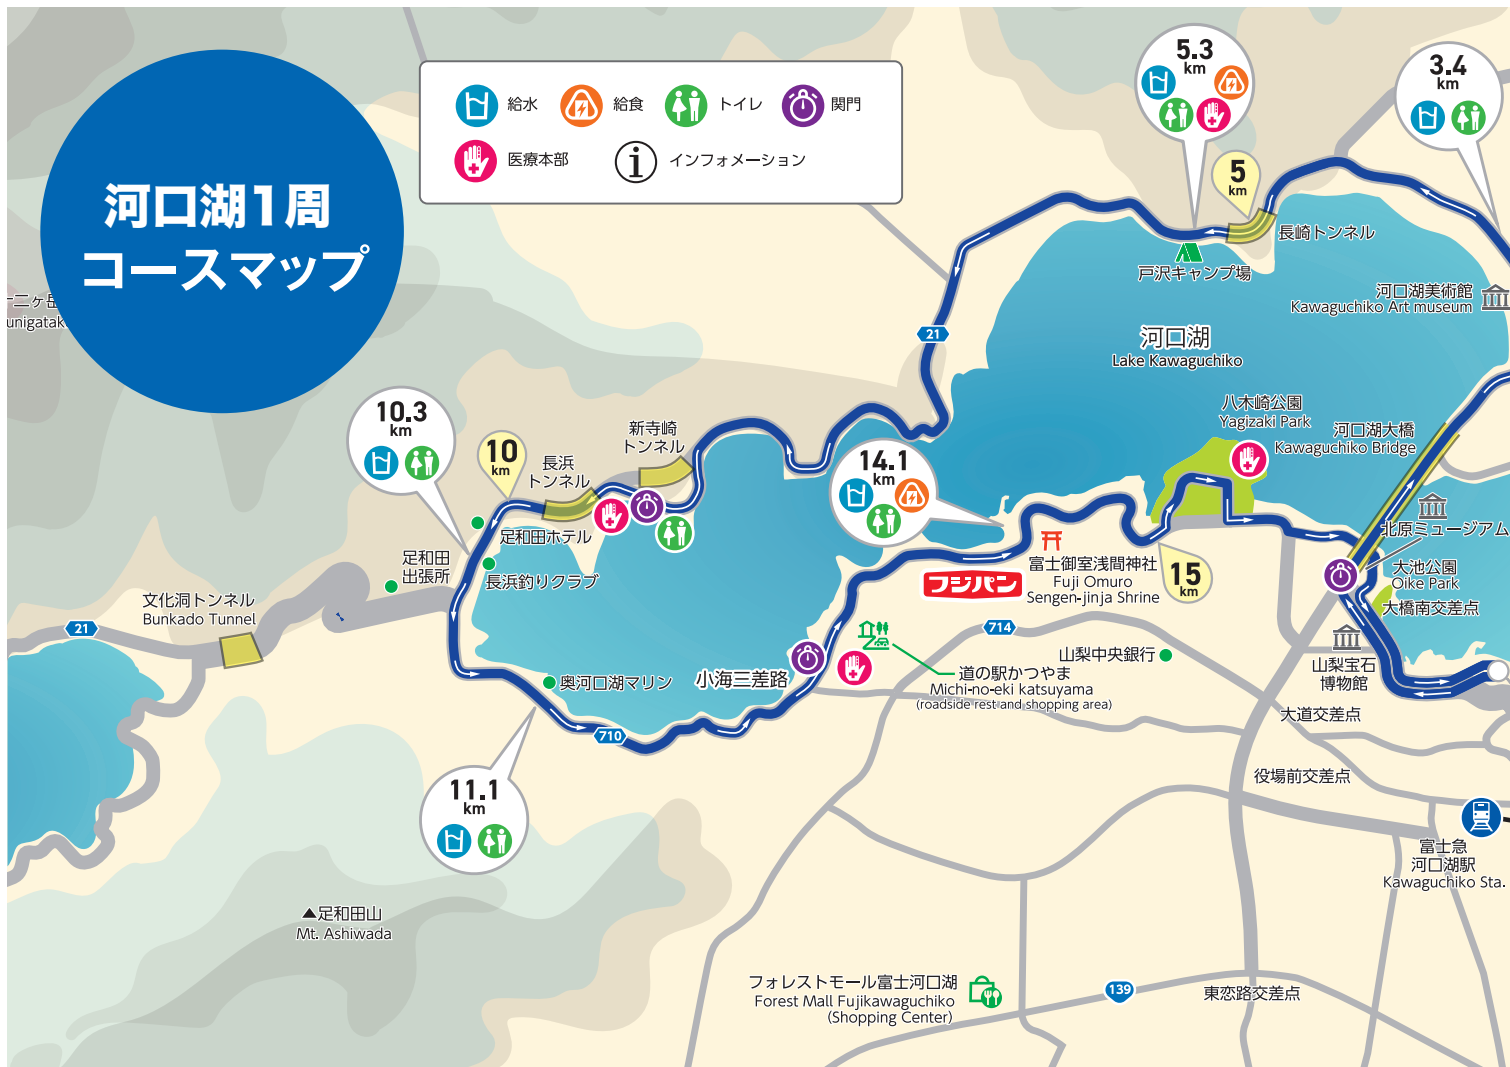 河口湖1周
コースマップ
給水
給食
トイレ
関門
医療本部
インフォメーション
5.3
km
3.4
km
5
km
長崎トンネル
戸沢キャンプ場
河口湖美術館
Kawaguchiko Art museum
21
河口湖
Lake Kawaguchiko
八木崎公園
Yagizaki Park
河口湖大橋
Kawaguchiko Bridge
10.3
km
10
km
長浜
トンネル
新寺崎
トンネル
14.1
km
足和田ホテル
足和田
出張所
長浜釣りクラブ
文化洞トンネル
Bunkado Tunnel
21
フジパン
富士御室浅間神社
Fuji Omuro
Sengen-jinja Shrine
15
km
北原ミュージアム
大池公園
Oike Park
大橋南交差点
714
山梨中央銀行
山梨宝石
博物館
小海三差路
道の駅かつやま
Michi-no-eki katsuyama
(roadside rest and shopping area)
奥河口湖マリン
710
大道交差点
11.1
km
役場前交差点
富士急
河口湖駅
Kawaguchiko Sta.
足和田山
Mt. Ashiwada
フォレストモール富士河口湖
Forest Mall Fujikawaguchiko
(Shopping Center)
139
東恋路交差点